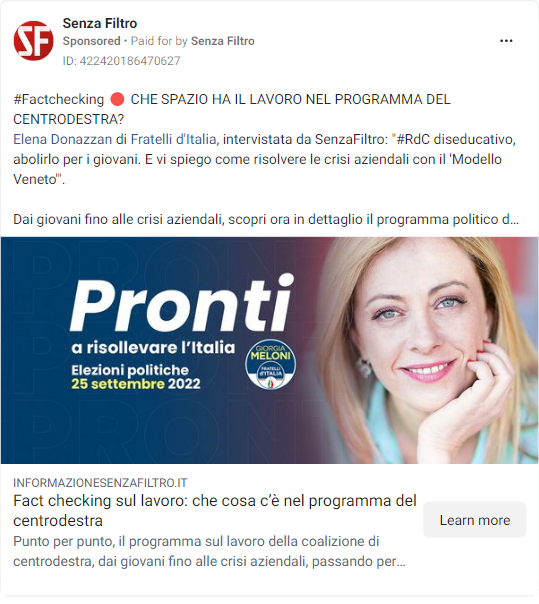 SF
Senza Filtro
Sponsored • Paid for by Senza Filtro
ID: 422420186470627
#Factchecking 🔴 CHE SPAZIO HA IL LAVORO NEL PROGRAMMA DEL
CENTRODESTRA?
Elena Donazzan di Fratelli d'Italia, intervistata da SenzaFiltro: "#RdC diseducativo,
abolirlo per i giovani. E vi spiego come risolvere le crisi aziendali con il 'Modello
Veneto'".
Dai giovani fino alle crisi aziendali, scopri ora in dettaglio il programma politico d...
PRONTI
Pronti
a risollevare l'Italia
Elezioni politiche
25 settembre 2022
GIORGIA
MELONI
FRATELLI
d'ITALIA
INFORMAZIONESENZAFILTRO.IT
Fact checking sul lavoro: che cosa c'è nel programma del
centrodestra
Learn more
Punto per punto, il programma sul lavoro della coalizione di
centrodestra, dai giovani fino alle crisi aziendali, passando per...